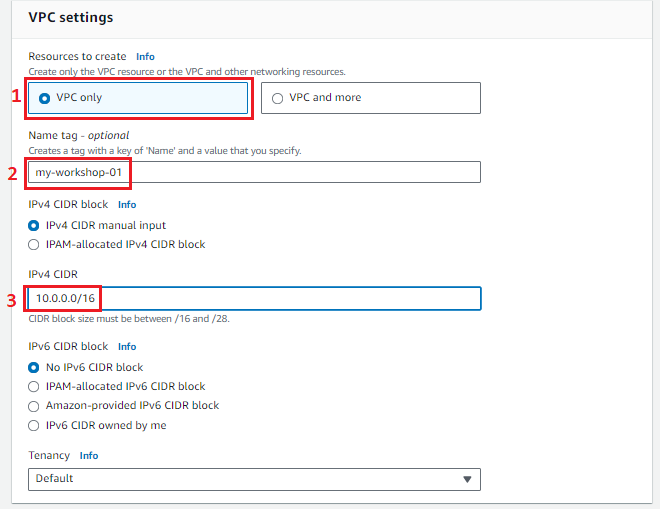 VPC settings
Resources to create Info
Create only the VPC resource or the VPC and other networking resources.
1 VPC only VPC and more
Name tag - optional
Creates a tag with a key of 'Name' and a value that you specify.
2 my-workshop-01
IPv4 CIDR block Info
IPv4 CIDR manual input
IPAM-allocated IPv4 CIDR block
IPv4 CIDR
3 10.0.0.0/16
CIDR block size must be between /16 and /28.
IPv6 CIDR block Info
No IPv6 CIDR block
IPAM-allocated IPv6 CIDR block
Amazon-provided IPv6 CIDR block
IPv6 CIDR owned by me
Tenancy Info
Default